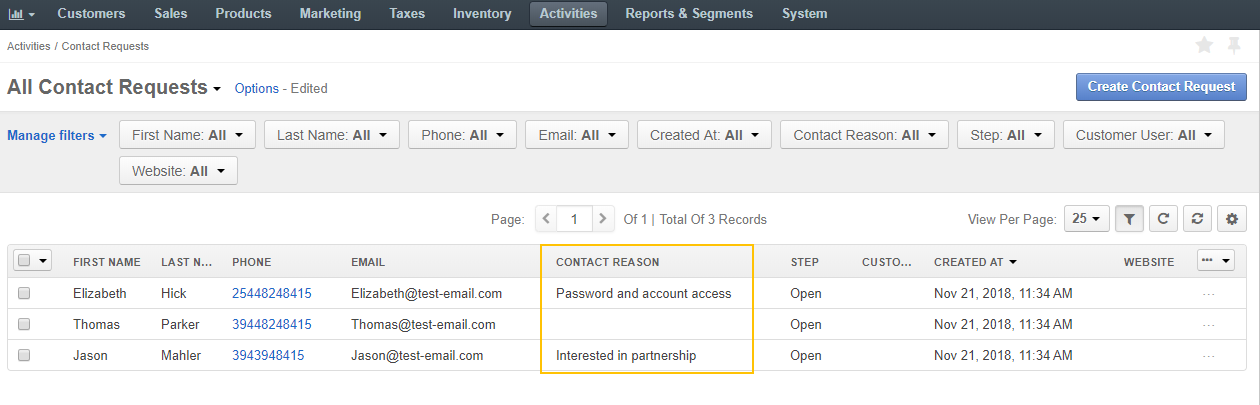 Customers Sales Products Marketing Taxes Inventory Activities Reports & Segments System
Activities / Contact Requests
All Contact Requests Options - Edited Create Contact Request
Manage filters First Name: All Last Name: All Phone: All Email: All Created At: All Contact Reason: All Step: All Customer User: All
Website: All
Page: 1 Of 1 | Total Of 3 Records View Per Page: 25
FIRST NAME LAST N... PHONE EMAIL CONTACT REASON STEP CUSTO... CREATED AT WEBSITE
Elizabeth Hick 25448248415 Elizabeth@test-email.com Password and account access Open Nov 21, 2018, 11:34 AM
Thomas Parker 39448248415 Thomas@test-email.com Open Nov 21, 2018, 11:34 AM
Jason Mahler 3943948415 Jason@test-email.com Interested in partnership Open Nov 21, 2018, 11:34 AM